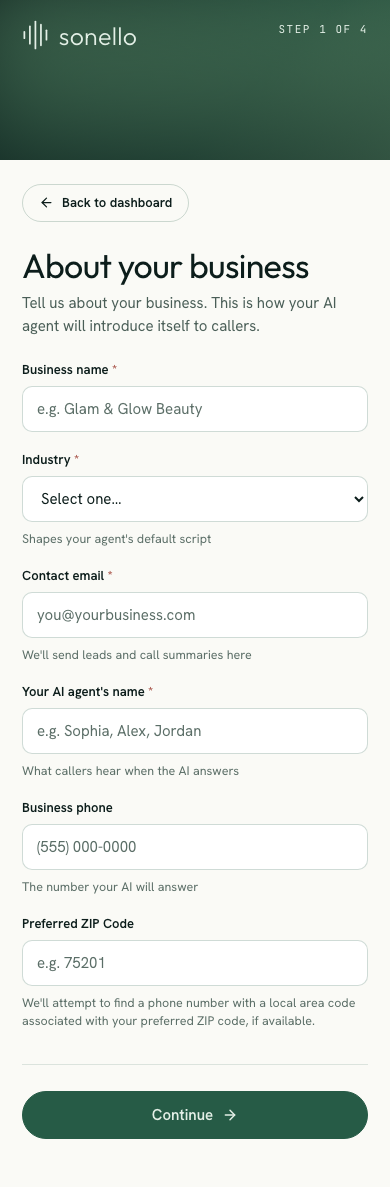 sonello
STEP 1 OF 4
← Back to dashboard
About your business
Tell us about your business. This is how your AI
agent will introduce itself to callers.
Business name *
e.g. Glam & Glow Beauty
Industry *
Select one...
Shapes your agent's default script
Contact email *
you@yourbusiness.com
We'll send leads and call summaries here
Your AI agent's name *
e.g. Sophia, Alex, Jordan
What callers hear when the AI answers
Business phone
(555) 000-0000
The number your AI will answer
Preferred ZIP Code
e.g. 75201
We'll attempt to find a phone number with a local area code
associated with your preferred ZIP code, if available.
Continue →